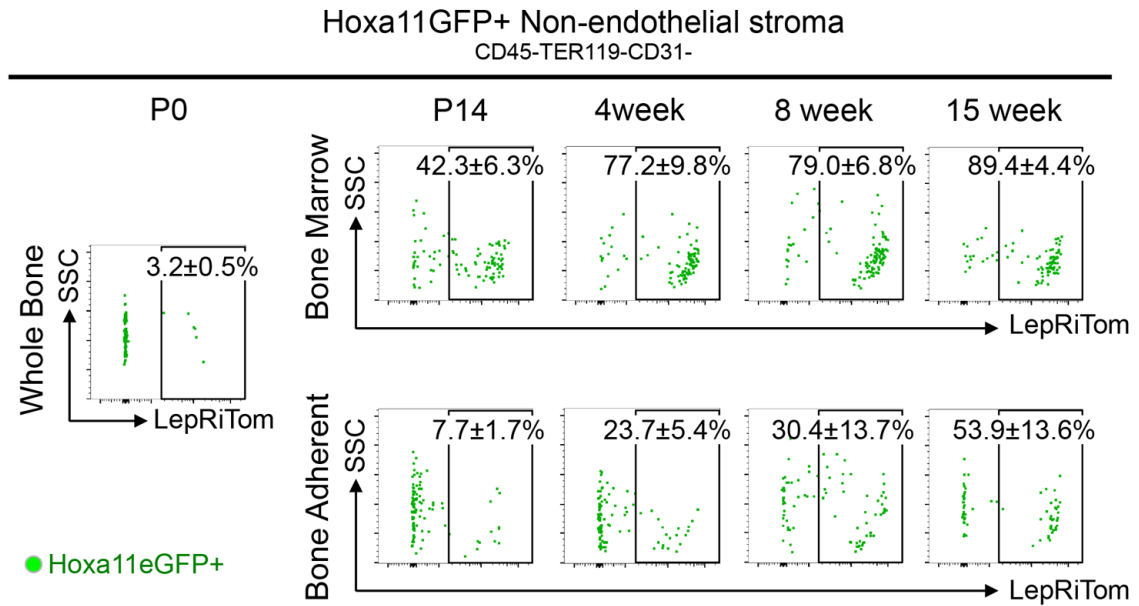 Hoxa11GFP+ Non-endothelial stroma
CD45-TER119-CD31-
P0
P14
4week
8 week
15 week
Whole Bone
SSC
3.2±0.5%
LepRiTom
Bone Marrow
SSC
42.3±6.3%
77.2±9.8%
79.0±6.8%
89.4±4.4%
LepRiTom
Bone Adherent
SSC
7.7±1.7%
23.7±5.4%
30.4±13.7%
53.9±13.6%
LepRiTom
Hoxa11eGFP+